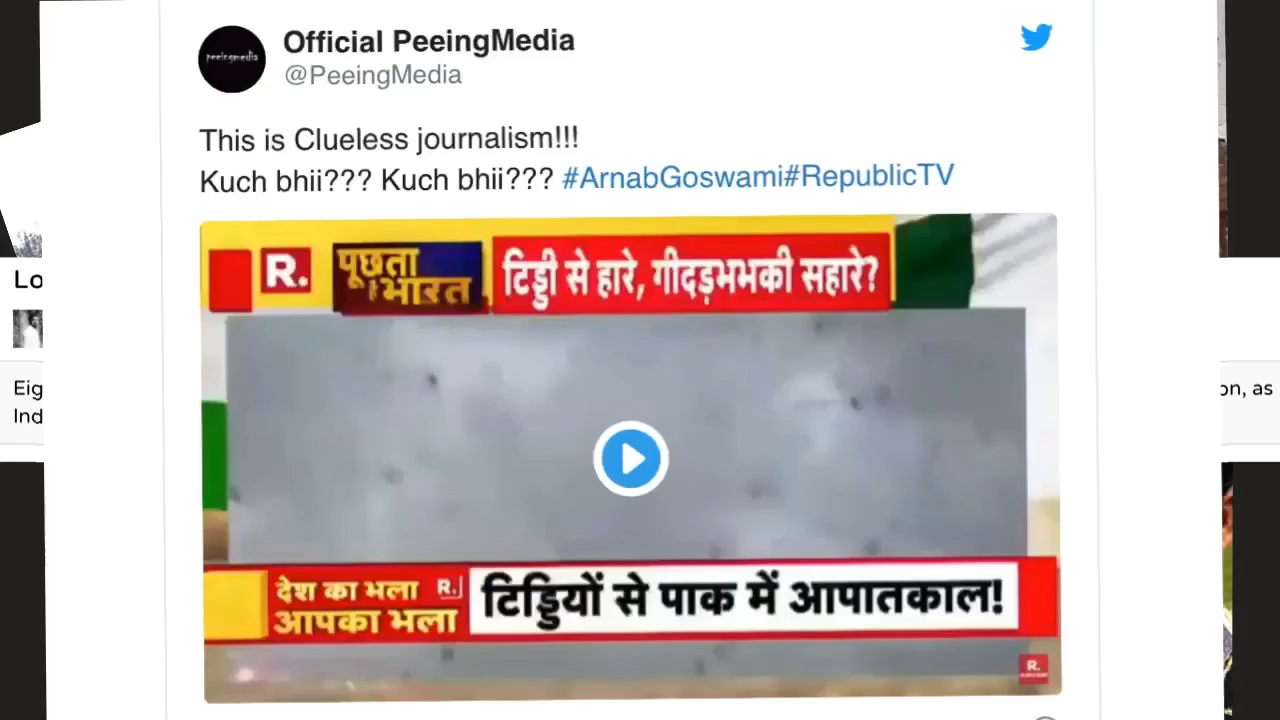 Official PeeingMedia
peeingmedia
@PeeingMedia
This is Clueless journalism!!!
Kuch bhii??? Kuch bhii??? #ArnabGoswami#RepublicTV
R.
पूछता
भारत
टिड्डी से हारे, गीदड़भभकी सहारे?
Lo
Eig
Ind
on, as
देश का भला R.
आपका भला
टिड्डियों से पाक में आपातकाल!
R.